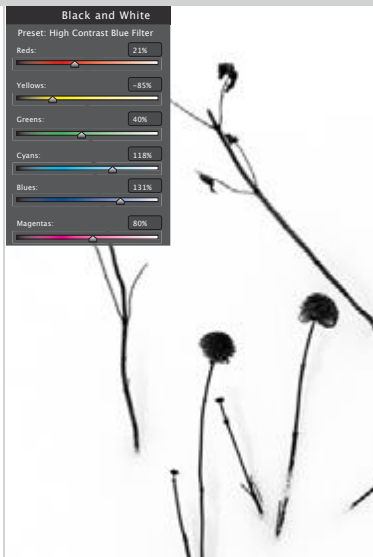 Black and White
Preset: High Contrast Blue Filter
Reds: 21%
Yellows: -85%
Greens: 40%
Cyans: 118%
Blues: 131%
Magentas: 80%